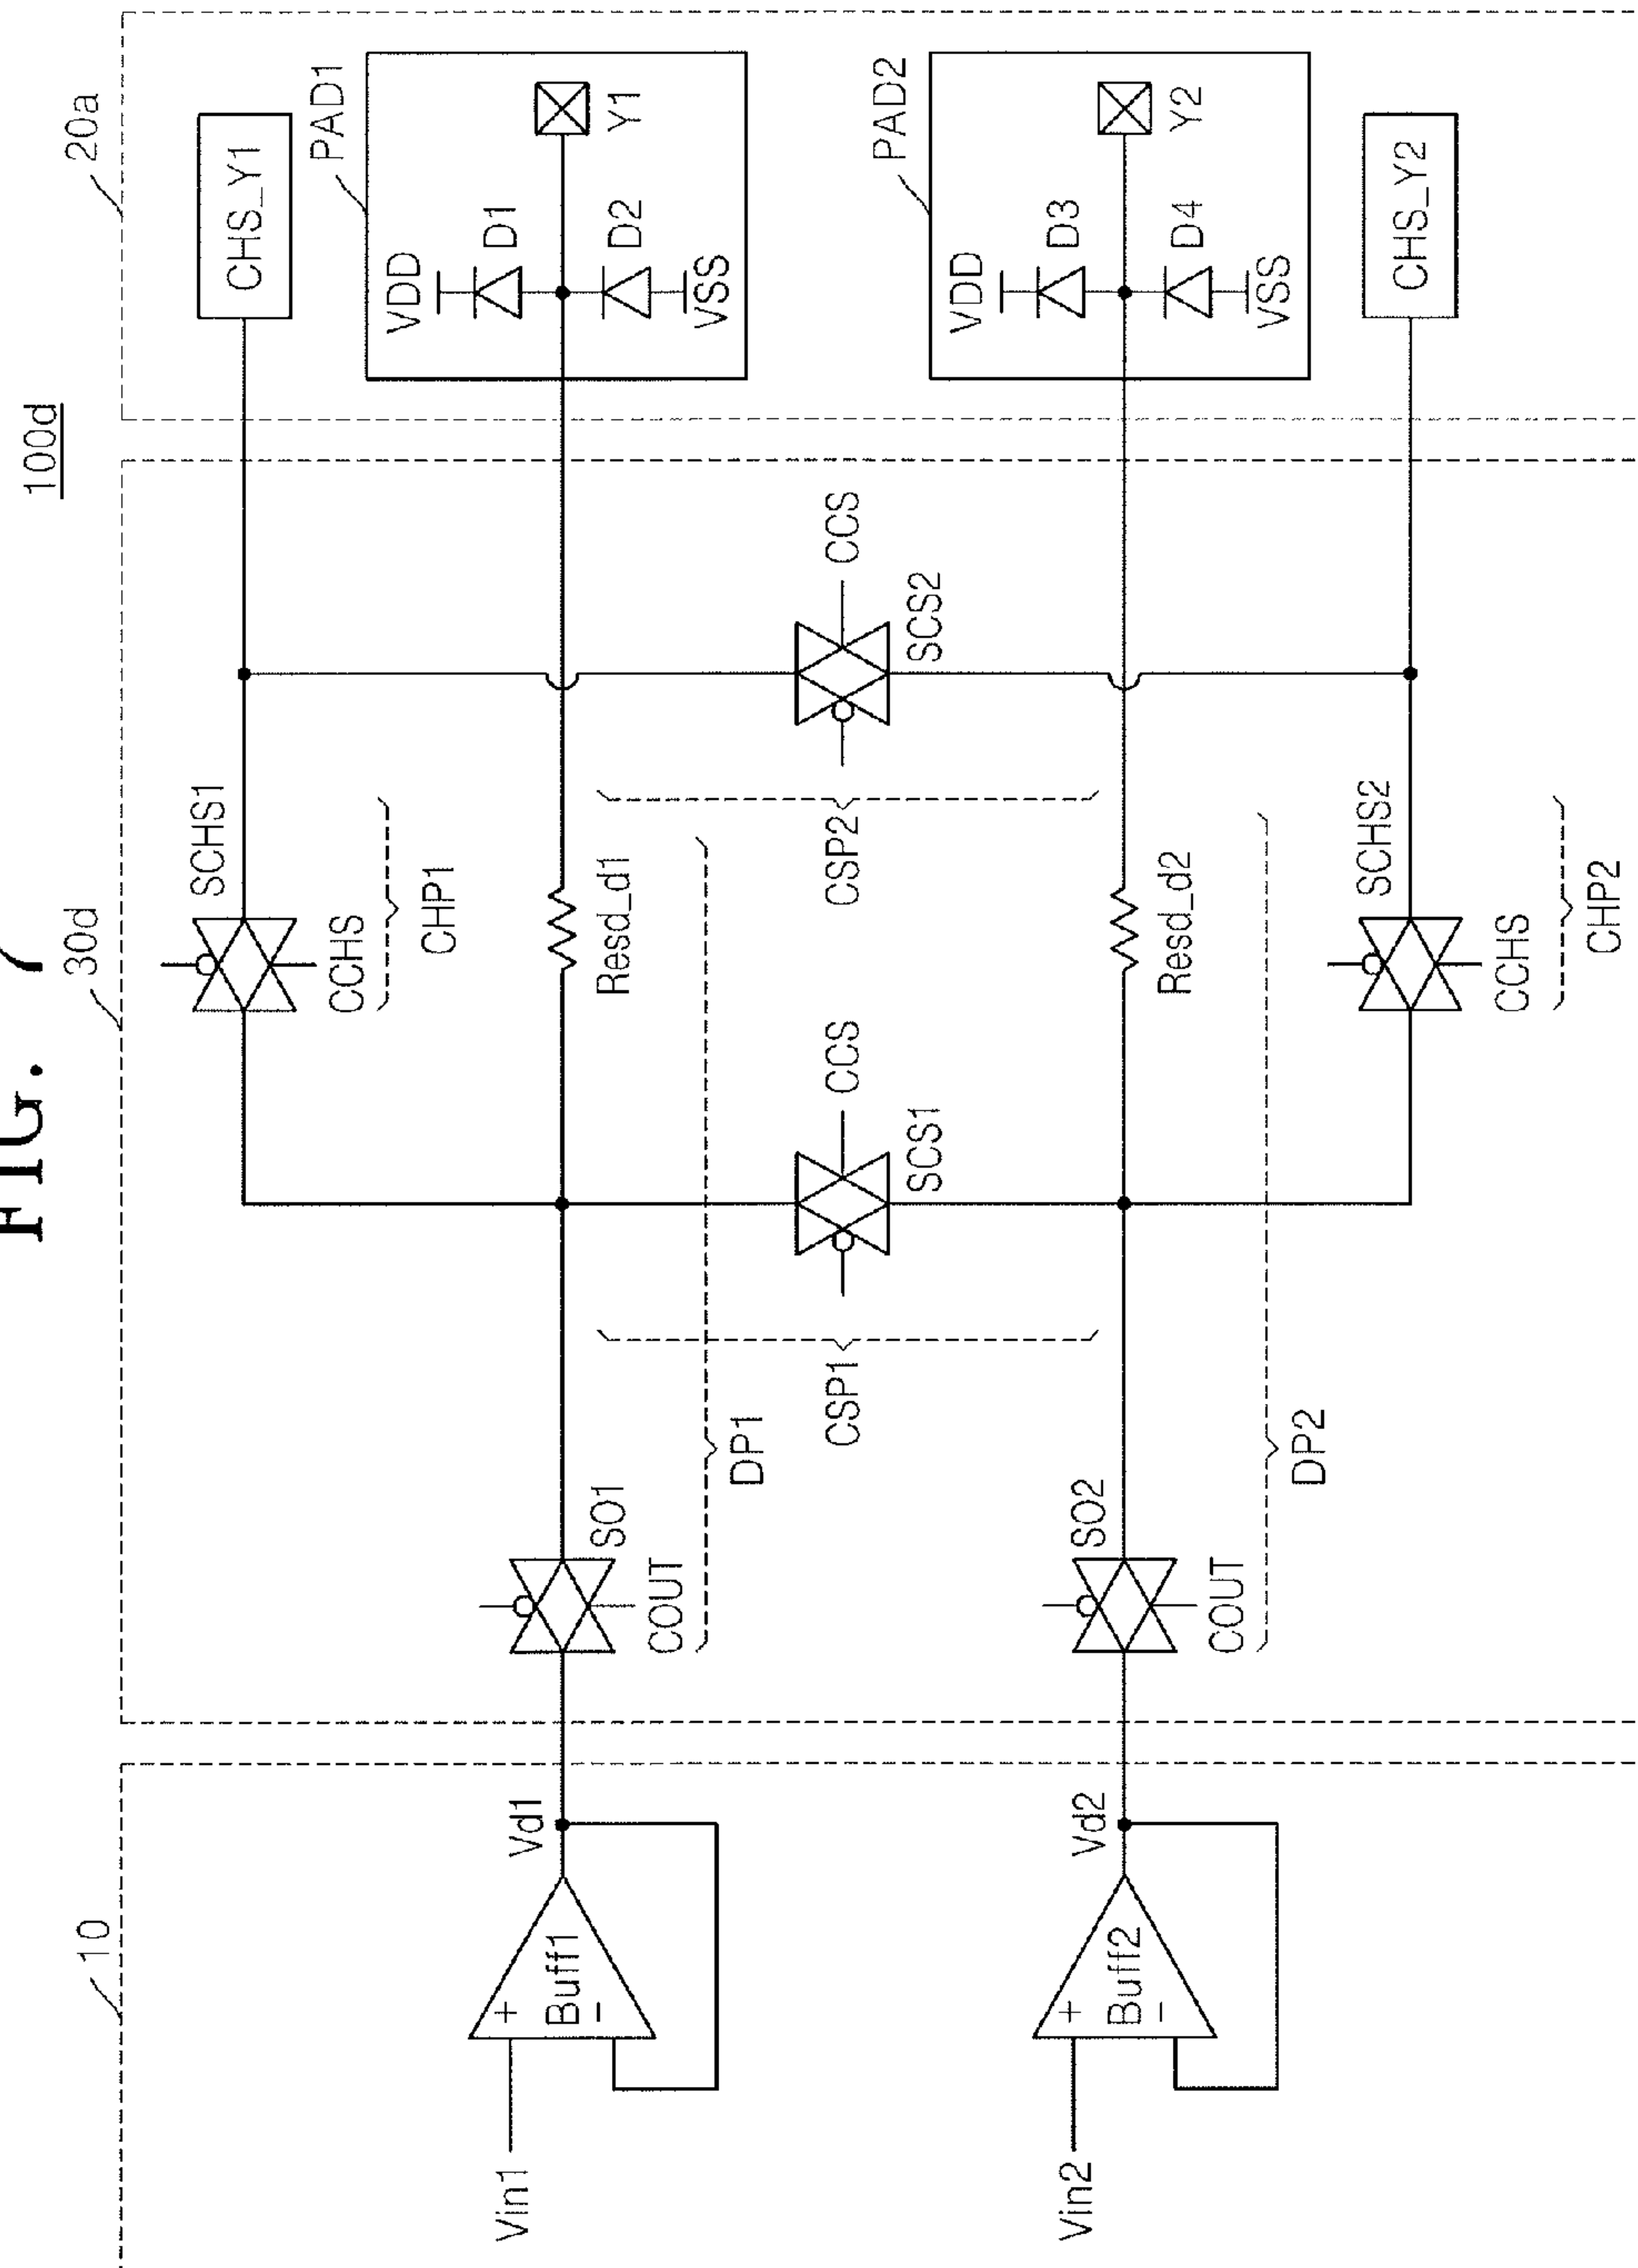 FIG. 7
100d
10
30d
20a
CHS_Y1
SCHS1
CCHS
CHP1
PAD1
VDD
D1
Y1
D2
VSS
Vin1
+
Buff1
−
Vd1
SO1
COUT
Resd_d1
DP1
CSP1
SCS1
CCS
CSP2
SCS2
CCS
PAD2
VDD
D3
Y2
D4
VSS
Vin2
+
Buff2
−
Vd2
SO2
COUT
Resd_d2
DP2
CHS_Y2
SCHS2
CCHS
CHP2